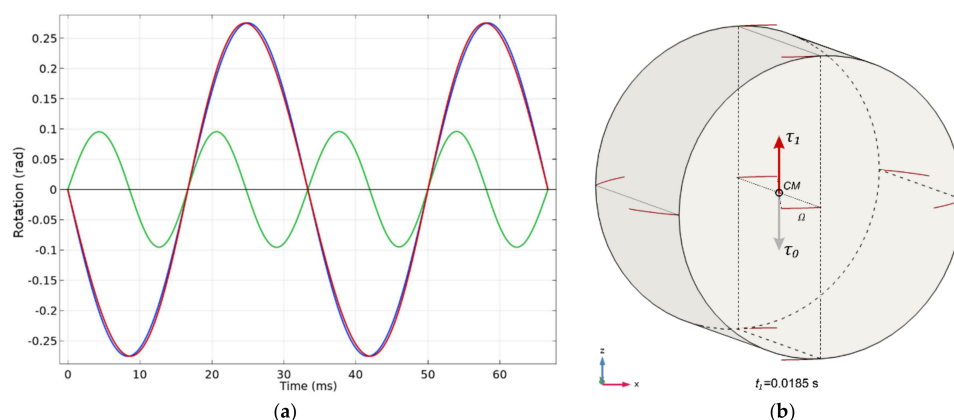 0.25
0.2
0.15
0.1
0.05
0
-0.05
-0.1
-0.15
-0.2
-0.25
Rotation (rad)
0 10 20 30 40 50 60
Time (ms)
(a)
τ1
CM
Ω
τ0
z
x
t1=0.0185 s
(b)